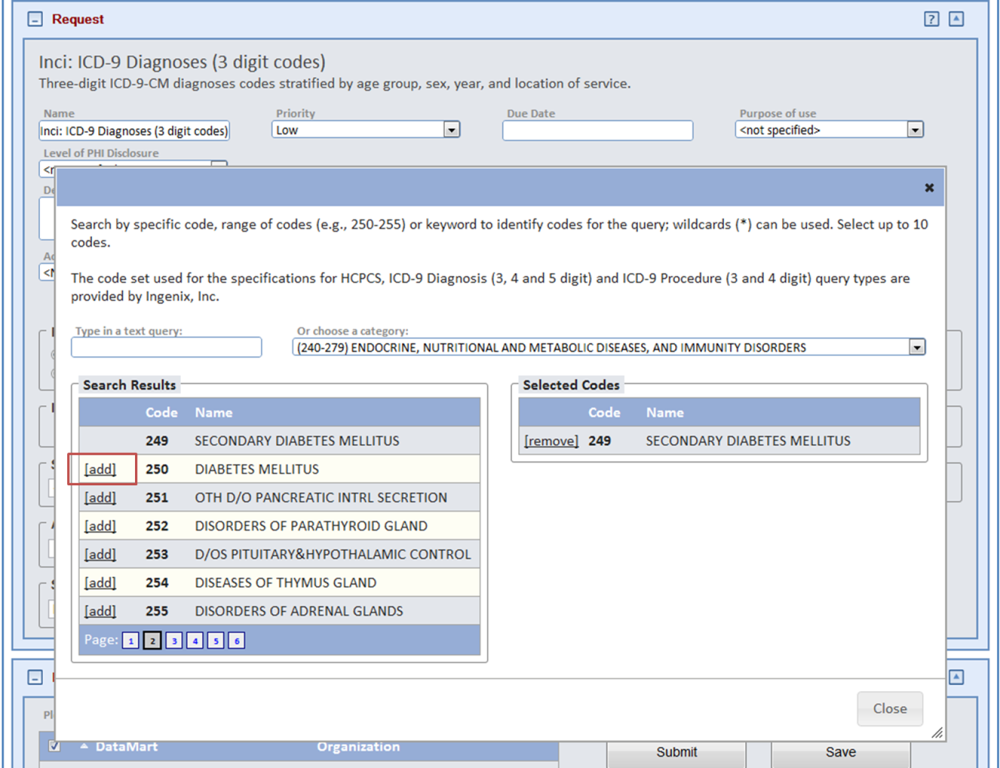 Request
?
Inci: ICD-9 Diagnoses (3 digit codes)
Three-digit ICD-9-CM diagnoses codes stratified by age group, sex, year, and location of service.
Name Priority Due Date Purpose of use
Inci: ICD-9 Diagnoses (3 digit codes) Low <not specified>
Level of PHI Disclosure
Search by specific code, range of codes (e.g., 250-255) or keyword to identify codes for the query; wildcards (*) can be used. Select up to 10
codes.
The code set used for the specifications for HCPCS, ICD-9 Diagnosis (3, 4 and 5 digit) and ICD-9 Procedure (3 and 4 digit) query types are
provided by Ingenix, Inc.
Type in a text query: Or choose a category:
(240-279) ENDOCRINE, NUTRITIONAL AND METABOLIC DISEASES, AND IMMUNITY DISORDERS
Search Results
Code Name
249 SECONDARY DIABETES MELLITUS
[add] 250 DIABETES MELLITUS
[add] 251 OTH D/O PANCREATIC INTRL SECRETION
[add] 252 DISORDERS OF PARATHYROID GLAND
[add] 253 D/OS PITUITARY&HYPOTHALAMIC CONTROL
[add] 254 DISEASES OF THYMUS GLAND
[add] 255 DISORDERS OF ADRENAL GLANDS
Page: 1 2 3 4 5 6
Selected Codes
Code Name
[remove] 249 SECONDARY DIABETES MELLITUS
Close
DataMart Organization
Submit Save